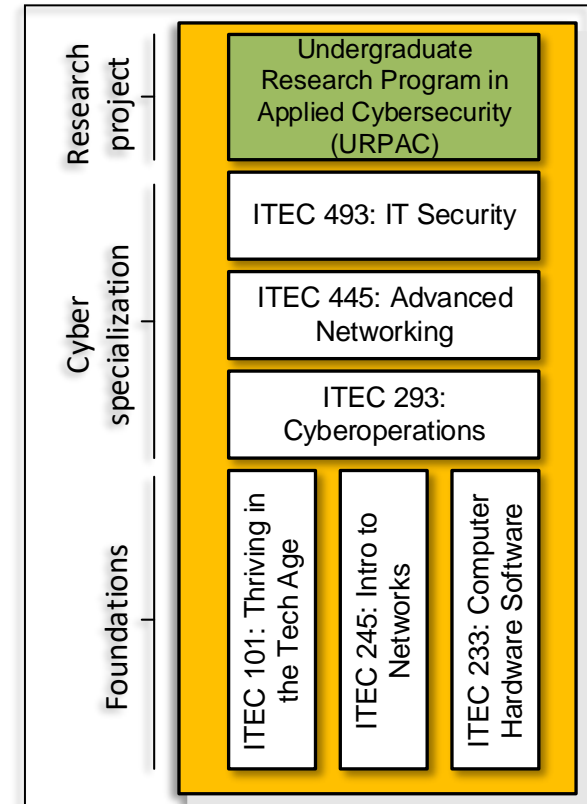 Research
project
Undergraduate
Research Program in
Applied Cybersecurity
(URPAC)
Cyber
specialization
ITEC 493: IT Security
ITEC 445: Advanced
Networking
ITEC 293:
Cyberoperations
Foundations
ITEC 101: Thriving in
the Tech Age
ITEC 245: Intro to
Networks
ITEC 233: Computer
Hardware Software